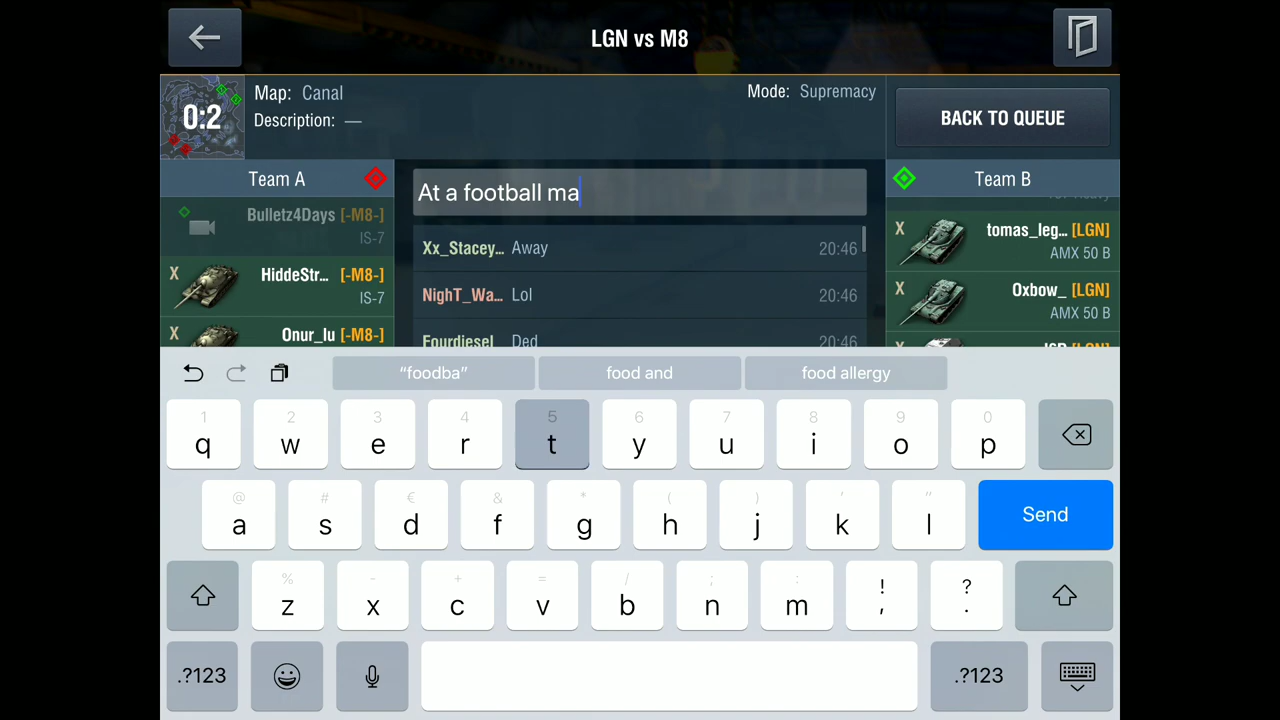 LGN vs M8
Map: Canal
Mode: Supremacy
0:2
Description: —
BACK TO QUEUE
Team A
At a football ma
Team B
Bulletz4Days [-M8-]
IS-7
Xx_Stacey... Away 20:46
X tomas_leg... [LGN]
AMX 50 B
X HiddeStr... [-M8-]
IS-7
NighT_Wa... Lol 20:46
X Oxbow_ [LGN]
AMX 50 B
X Onur_lu [-M8-]
Fourdiesel Ded 20:46
"foodba" food and food allergy
1 2 3 4 5 6 7 8 9 0
q w e r t y u i o p
@ # € & * ( ) ' "
a s d f g h j k l Send
% - + = / ; : ! ?
z x c v b n m , .
.?123 .?123